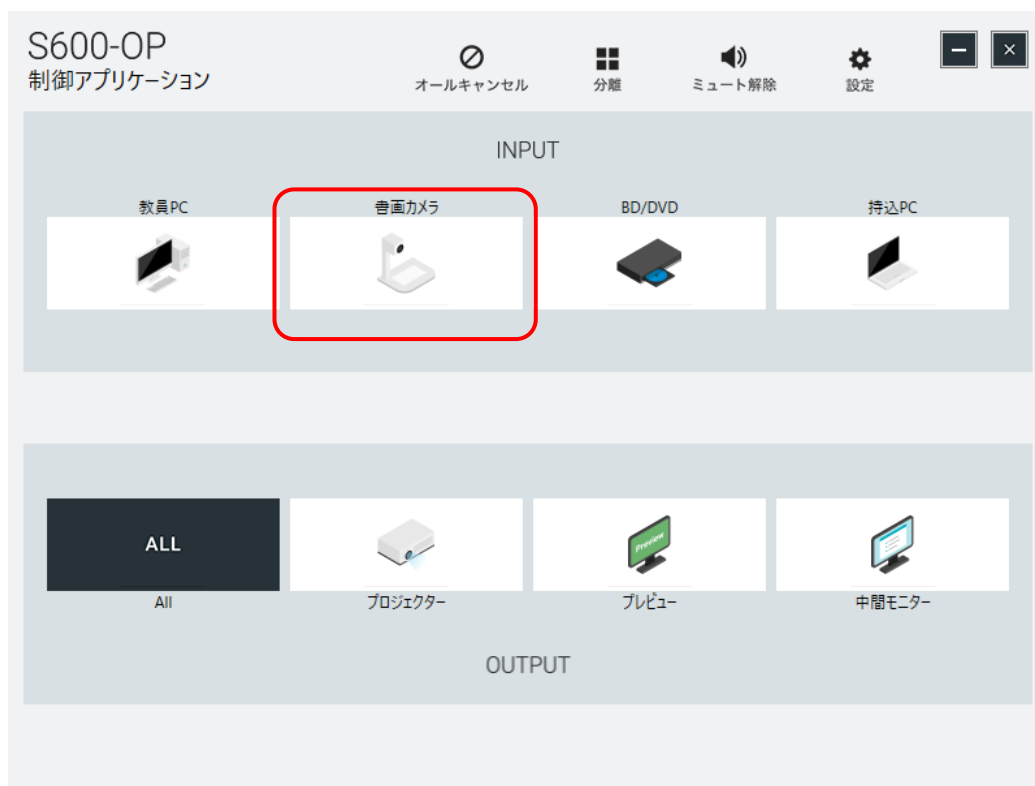 S600-OP
制御アプリケーション
オールキャンセル
分離
ミュート解除
設定
INPUT
教員PC
書画カメラ
BD/DVD
持込PC
ALL
Preview
All
プロジェクター
プレビュー
中間モニター
OUTPUT